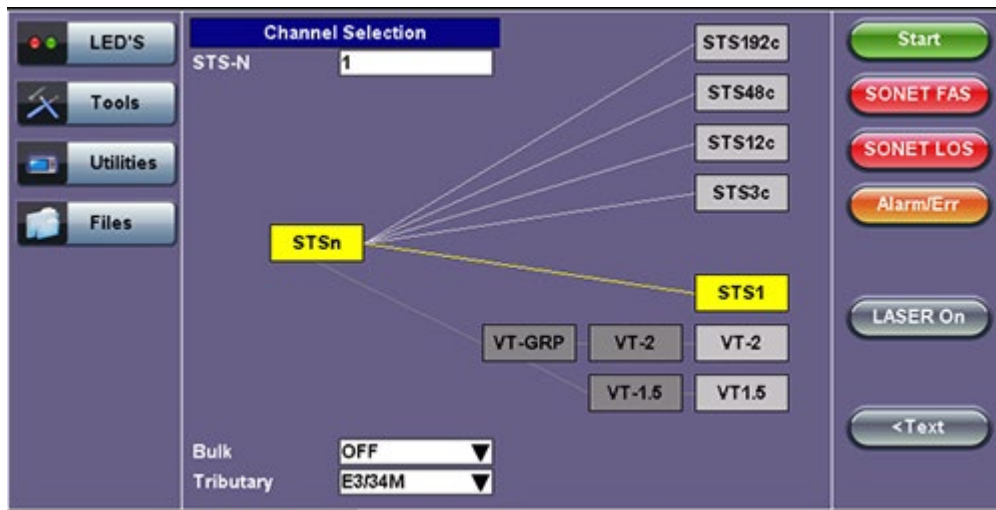 LED'S
Tools
Utilities
Files
Channel Selection
STS-N 1
STS192c
STS48c
STS12c
STS3c
STSn
STS1
VT-GRP VT-2 VT-2
VT-1.5 VT1.5
Bulk OFF
Tributary E3/34M
Start
SONET FAS
SONET LOS
Alarm/Err
LASER On
<Text